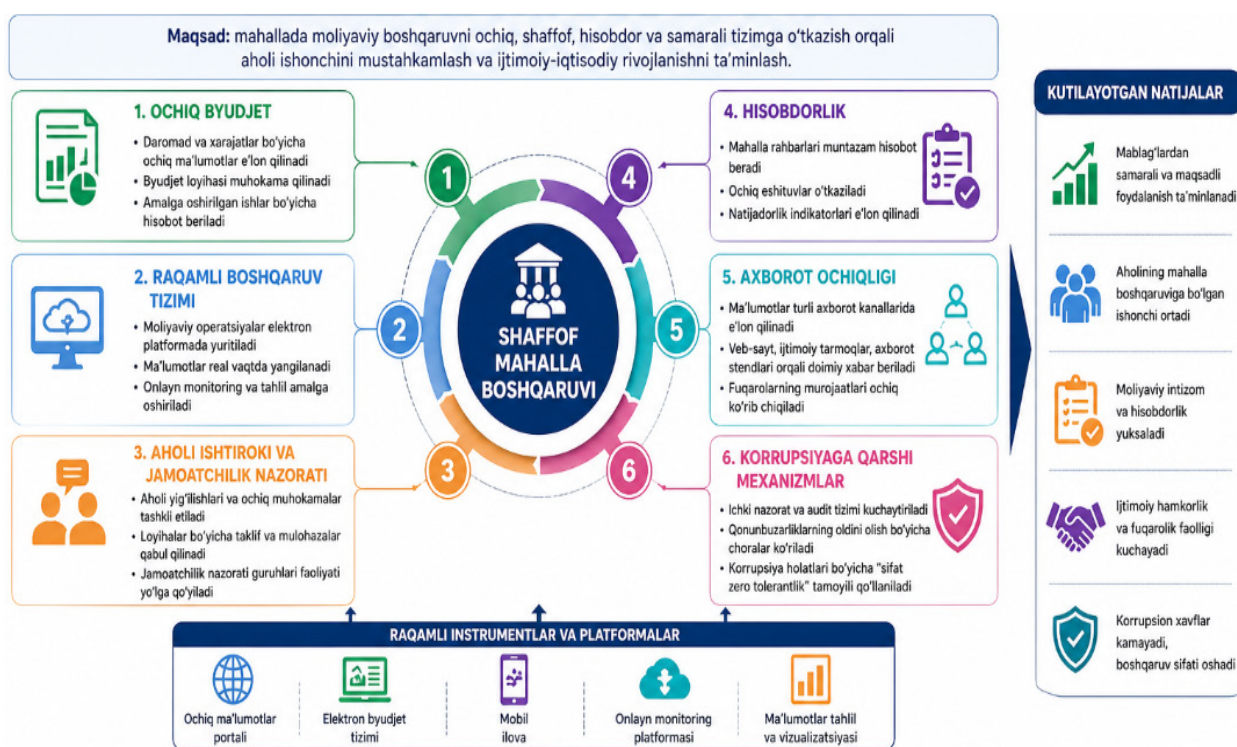 Maqsad: mahallada moliyaviy boshqaruvni ochiq, shaffof, hisobdor va samarali tizimga o‘tkazish orqali
aholi ishonchini mustahkamlash va ijtimoiy-iqtisodiy rivojlanishni ta’minlash.
1. OCHIQ BYUDJET
• Daromad va xarajatlar bo‘yicha
ochiq ma’lumotlar e’lon qilinadi
• Byudjet loyihasi muhokama qilinadi
• Amalga oshirilgan ishlar bo‘yicha
hisobot beriladi
2. RAQAMLI BOSHQARUV
TIZIMI
• Moliyaviy operatsiyalar elektron
platformada yuritiladi
• Ma’lumotlar real vaqtda yangilanadi
• Onlayn monitoring va tahlil amalga
oshiriladi
3. AHOLI ISHTIROKI VA
JAMOATCHILIK NAZORATI
• Aholi yig‘ilishlari va ochiq muhokamalar
tashkil etiladi
• Loyihalar bo‘yicha taklif va mulohazalar
qabul qilinadi
• Jamoatchilik nazorati guruhlari faoliyati
yo‘lga qo‘yiladi
1
2
3
4
5
6
SHAFFOF
MAHALLA
BOSHQARUVI
4. HISOBDORLIK
• Mahalla rahbarlari muntazam hisobot
beradi
• Ochiq eshituvlar o‘tkaziladi
• Natijadorlik indikatorlari e’lon qilinadi
5. AXBOROT OCHIQLIGI
• Ma’lumotlar turli axborot kanallarida
e’lon qilinadi
• Veb-sayt, ijtimoiy tarmoqlar, axborot
stendlari orqali doimiy xabar beriladi
• Fuqarolarning murojaatlari ochiq
ko‘rib chiqiladi
6. KORRUPSIYAGA QARSHI
MEXANIZMLAR
• Ichki nazorat va audit tizimi kuchaytiriladi
• Qonunbuzarliklarning oldini olish bo‘yicha
choralar ko‘riladi
• Korrupsiya holatlari bo‘yicha “sifat
zero tolerantlik” tamoyili qo‘llaniladi
KUTILAYOTGAN NATIJALAR
Mablag‘lardan
samarali va maqsadli
foydalanish ta’minlanadi
Aholining mahalla
boshqaruviga bo‘lgan
ishonchi ortadi
Moliyaviy intizom
va hisobdorlik
yuksaladi
Ijtimoiy hamkorlik
va fuqarolik faolligi
kuchayadi
Korrupsion xavflar
kamayadi,
boshqaruv sifati oshadi
RAQAMLI INSTRUMENTLAR VA PLATFORMALAR
Ochiq ma’lumotlar
portali
Elektron byudjet
tizimi
Mobil
ilova
Onlayn monitoring
platformasi
Ma’lumotlar tahlil
va vizualizatsiyasi